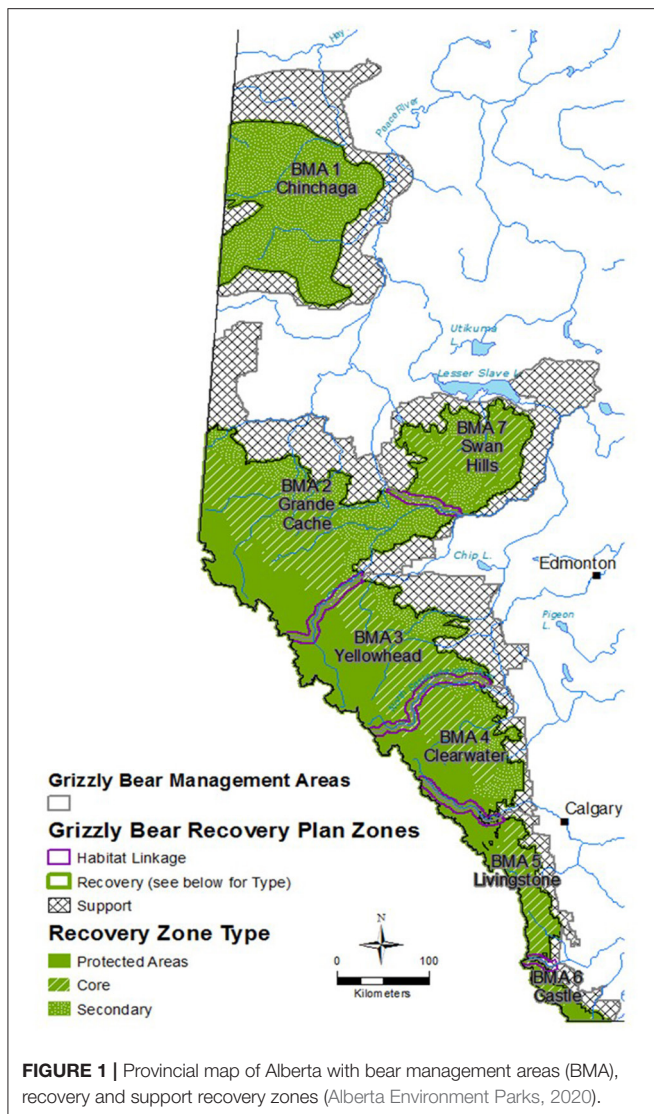 Hay
Peace River
BMA 1
Chinchaga
Utikuma
L.
Lesser Slave L.
BMA 7
Swan
Hills
BMA 2
Grande
Cache
Chip L.
Edmonton
Pigeon
L.
BMA 3
Yellowhead
BMA 4
Clearwater
Calgary
BMA 5
Livingstone
BMA 6
Castle
Grizzly Bear Management Areas
Grizzly Bear Recovery Plan Zones
Habitat Linkage
Recovery (see below for Type)
Support
Recovery Zone Type
Protected Areas
Core
Secondary
N
0 100
Kilometers
FIGURE 1 | Provincial map of Alberta with bear management areas (BMA),
recovery and support recovery zones (Alberta Environment Parks, 2020).